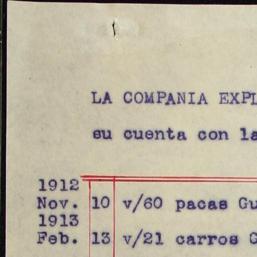 LA COMPANIA EXPL
su cuenta con la
1912
Nov. 10 v/60 pacas Gu
1913
Feb. 13 v/21 carros G